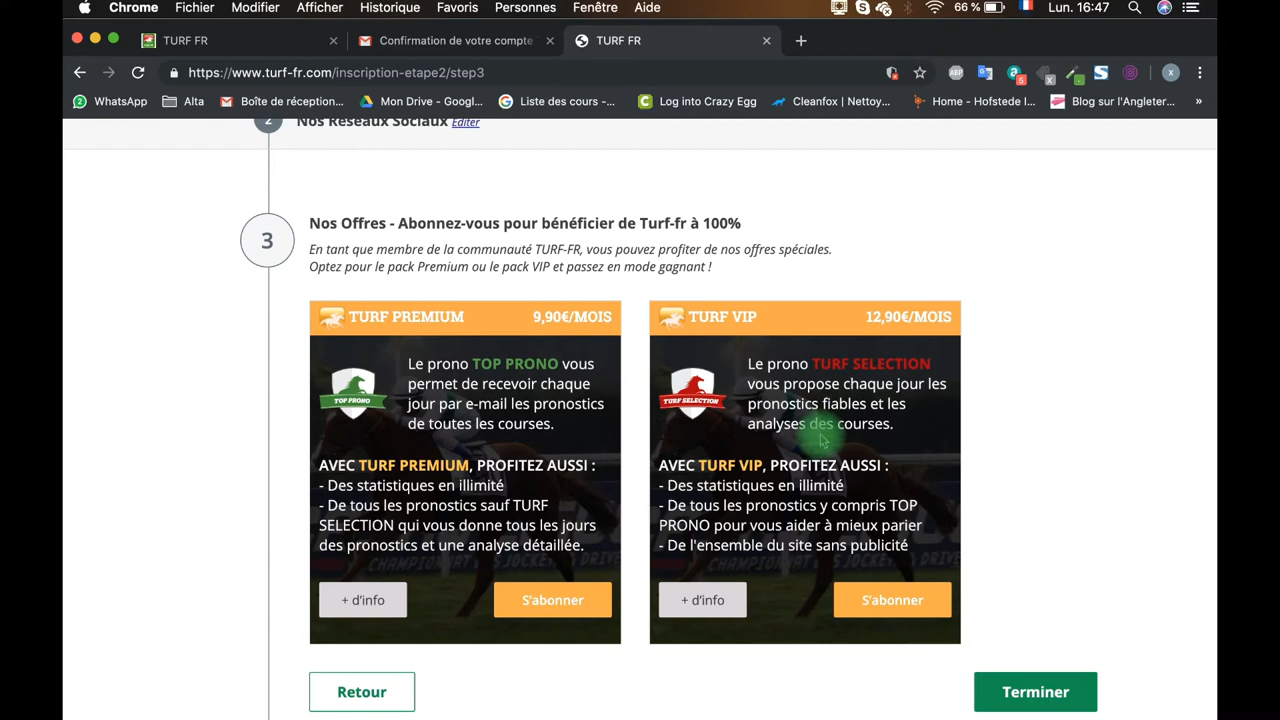 Chrome Fichier Modifier Afficher Historique Favoris Personnes Fenêtre Aide 66 % Lun. 16:47
TURF FR Confirmation de votre compte TURF FR
https://www.turf-fr.com/inscription-etape2/step3
WhatsApp Alta Boîte de réception... Mon Drive - Googl... Liste des cours -... Log into Crazy Egg Cleanfox | Nettoy... Home - Hofstede I... Blog sur l'Angleter... »
2 Nos Réseaux Sociaux Editer
3 Nos Offres - Abonnez-vous pour bénéficier de Turf-fr à 100%
En tant que membre de la communauté TURF-FR, vous pouvez profiter de nos offres spéciales.
Optez pour le pack Premium ou le pack VIP et passez en mode gagnant !
TURF PREMIUM 9,90€/MOIS
TOP PRONO
Le prono TOP PRONO vous
permet de recevoir chaque
jour par e-mail les pronostics
de toutes les courses.
AVEC TURF PREMIUM, PROFITEZ AUSSI :
- Des statistiques en illimité
- De tous les pronostics sauf TURF
SELECTION qui vous donne tous les jours
des pronostics et une analyse détaillée.
+ d'info S'abonner
TURF VIP 12,90€/MOIS
TURF SELECTION
Le prono TURF SELECTION
vous propose chaque jour les
pronostics fiables et les
analyses des courses.
AVEC TURF VIP, PROFITEZ AUSSI :
- Des statistiques en illimité
- De tous les pronostics y compris TOP
PRONO pour vous aider à mieux parier
- De l'ensemble du site sans publicité
+ d'info S'abonner
Retour Terminer